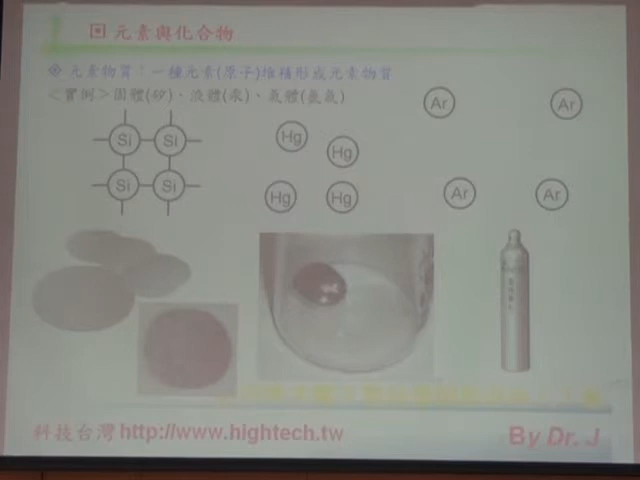 元素與化合物
元素物質：一種元素(原子)堆積形成元素物質
＜實例＞固體(矽)、液體(汞)、氣體(氬氣)
Si Si
Si Si
Hg Hg
Hg Hg
Ar Ar
Ar Ar
科技台灣 http://www.hightech.tw
By Dr. J